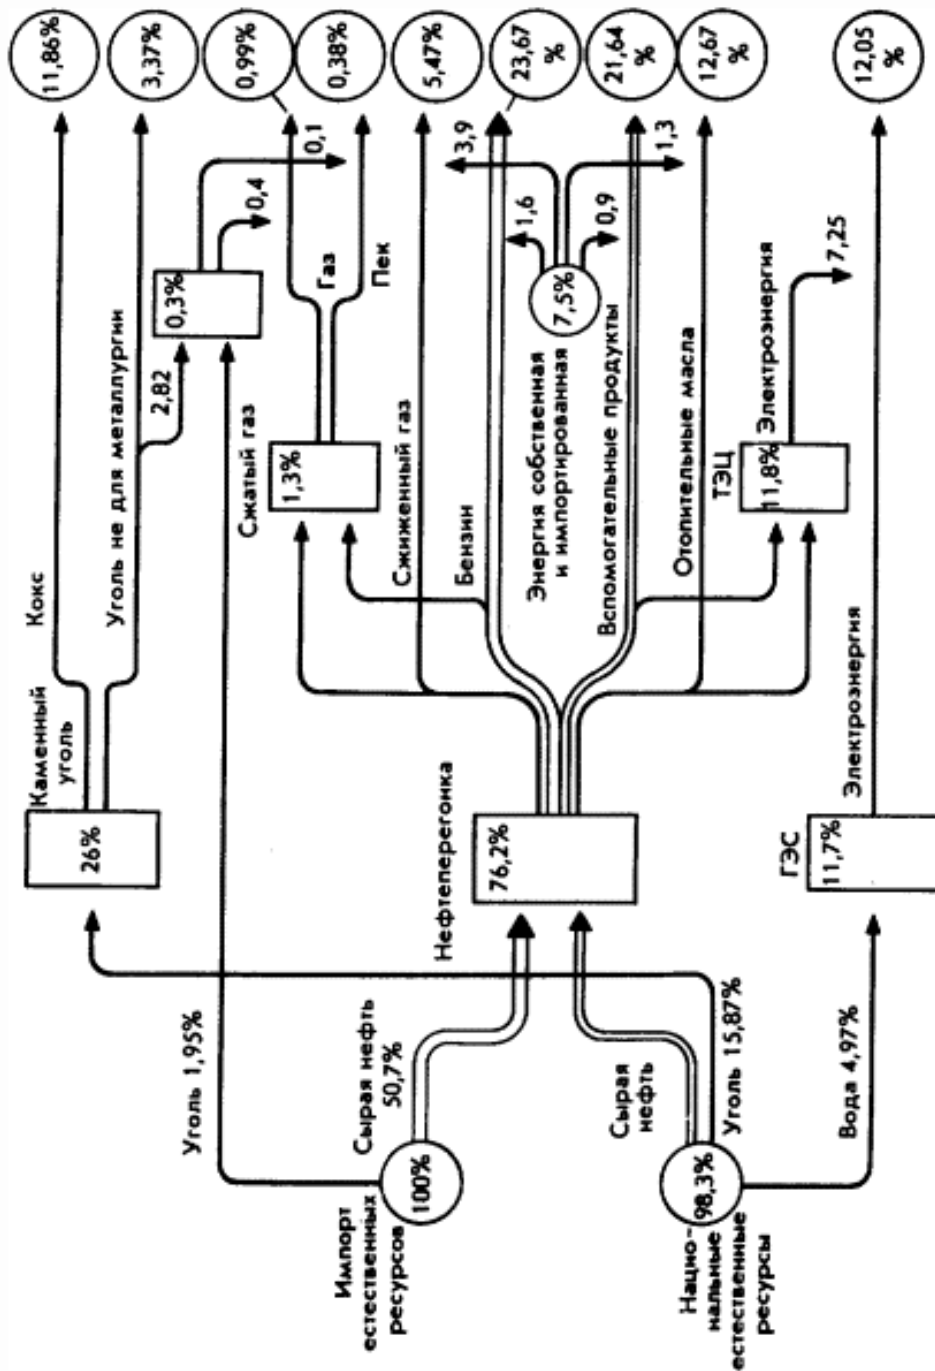 11,86%
3,37%
0,99%
0,38%
5,47%
23,67
%
21,64
%
12,67
%
12,05
%
Кокс
Уголь не для металлургии
2,82
0,3%
0,1
0,4
Каменный
уголь
26%
Сжатый газ
1,3%
Газ
Пек
Сжиженный газ
Бензин
3,9
1,6
7,5%
0,9
1,3
Энергия собственная
и импортированная
Вспомогательные продукты
Отопительные масла
ТЭЦ
11,8%
Электроэнергия
7,25
Нефтеперегонка
76,2%
ГЭС
11,7%
Электроэнергия
Уголь 1,95%
Сырая нефть
50,7%
Сырая
нефть
Уголь 15,87%
Вода 4,97%
Импорт
естественных
ресурсов
100%
Нацио-
нальные
естественные
ресурсы
98,3%